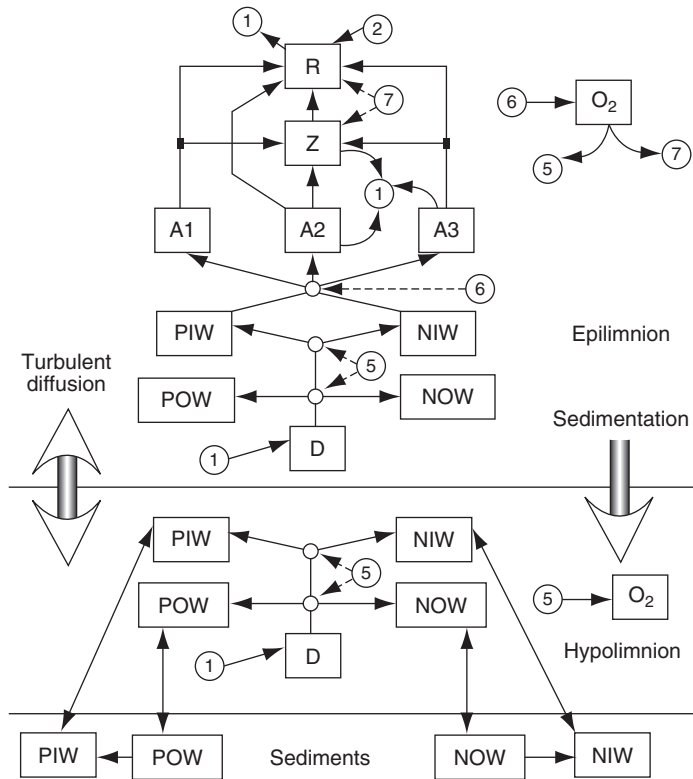 1
2
R
7
6
O2
Z
5
7
1
A1
A2
A3
6
PIW
NIW
Epilimnion
Turbulent
diffusion
5
POW
NOW
Sedimentation
1
D
PIW
NIW
5
5
O2
POW
NOW
1
D
Hypolimnion
PIW
POW
Sediments
NOW
NIW